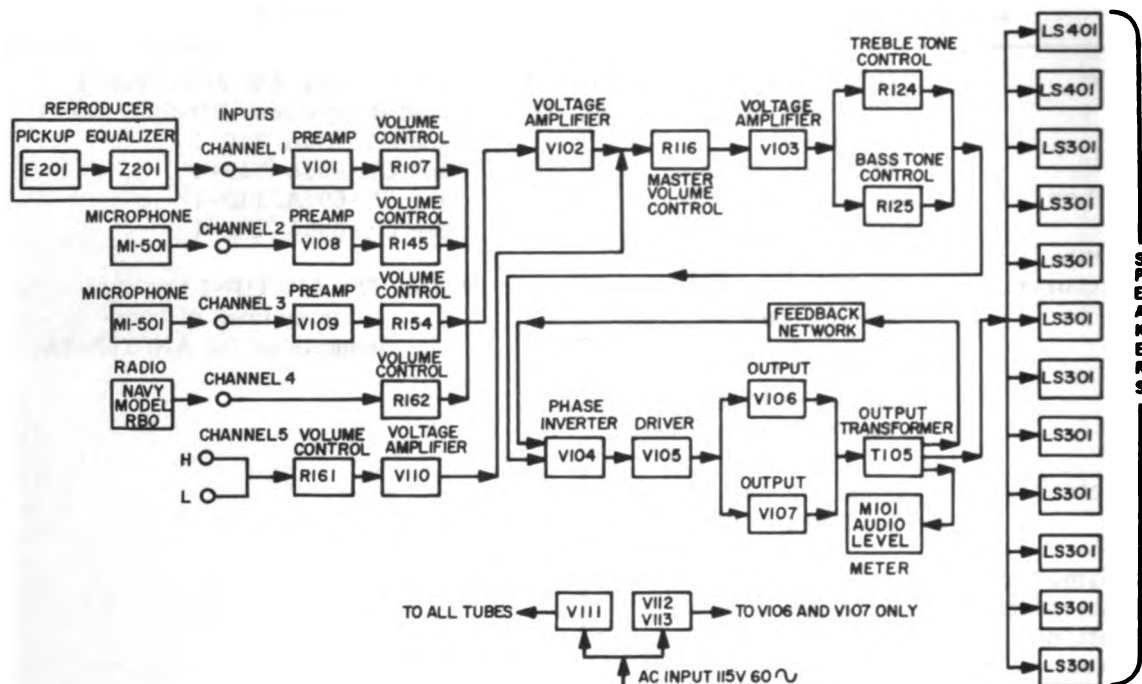 REPRODUCER
PICKUP
EQUALIZER
E201
Z201
INPUTS
CHANNEL 1
PREAMP
V101
VOLUME
CONTROL
R107
MICROPHONE
MI-501
CHANNEL 2
PREAMP
V108
VOLUME
CONTROL
R145
MICROPHONE
MI-501
CHANNEL 3
PREAMP
V109
VOLUME
CONTROL
R154
RADIO
NAVY
MODEL
RBO
CHANNEL 4
VOLUME
CONTROL
R162
CHANNEL 5
H
L
VOLUME
CONTROL
R161
VOLTAGE
AMPLIFIER
V110
VOLTAGE
AMPLIFIER
V102
R116
MASTER
VOLUME
CONTROL
VOLTAGE
AMPLIFIER
V103
TREBLE TONE
CONTROL
R124
BASS TONE
CONTROL
R125
FEEDBACK
NETWORK
PHASE
INVERTER
V104
DRIVER
V105
OUTPUT
V106
OUTPUT
V107
OUTPUT
TRANSFORMER
T105
M101
AUDIO
LEVEL
METER
TO ALL TUBES
V111
V112
V113
TO V106 AND V107 ONLY
AC INPUT 115V 60∿
LS401
LS401
LS301
LS301
LS301
LS301
LS301
LS301
LS301
LS301
LS301
LS301
SPEAKERS